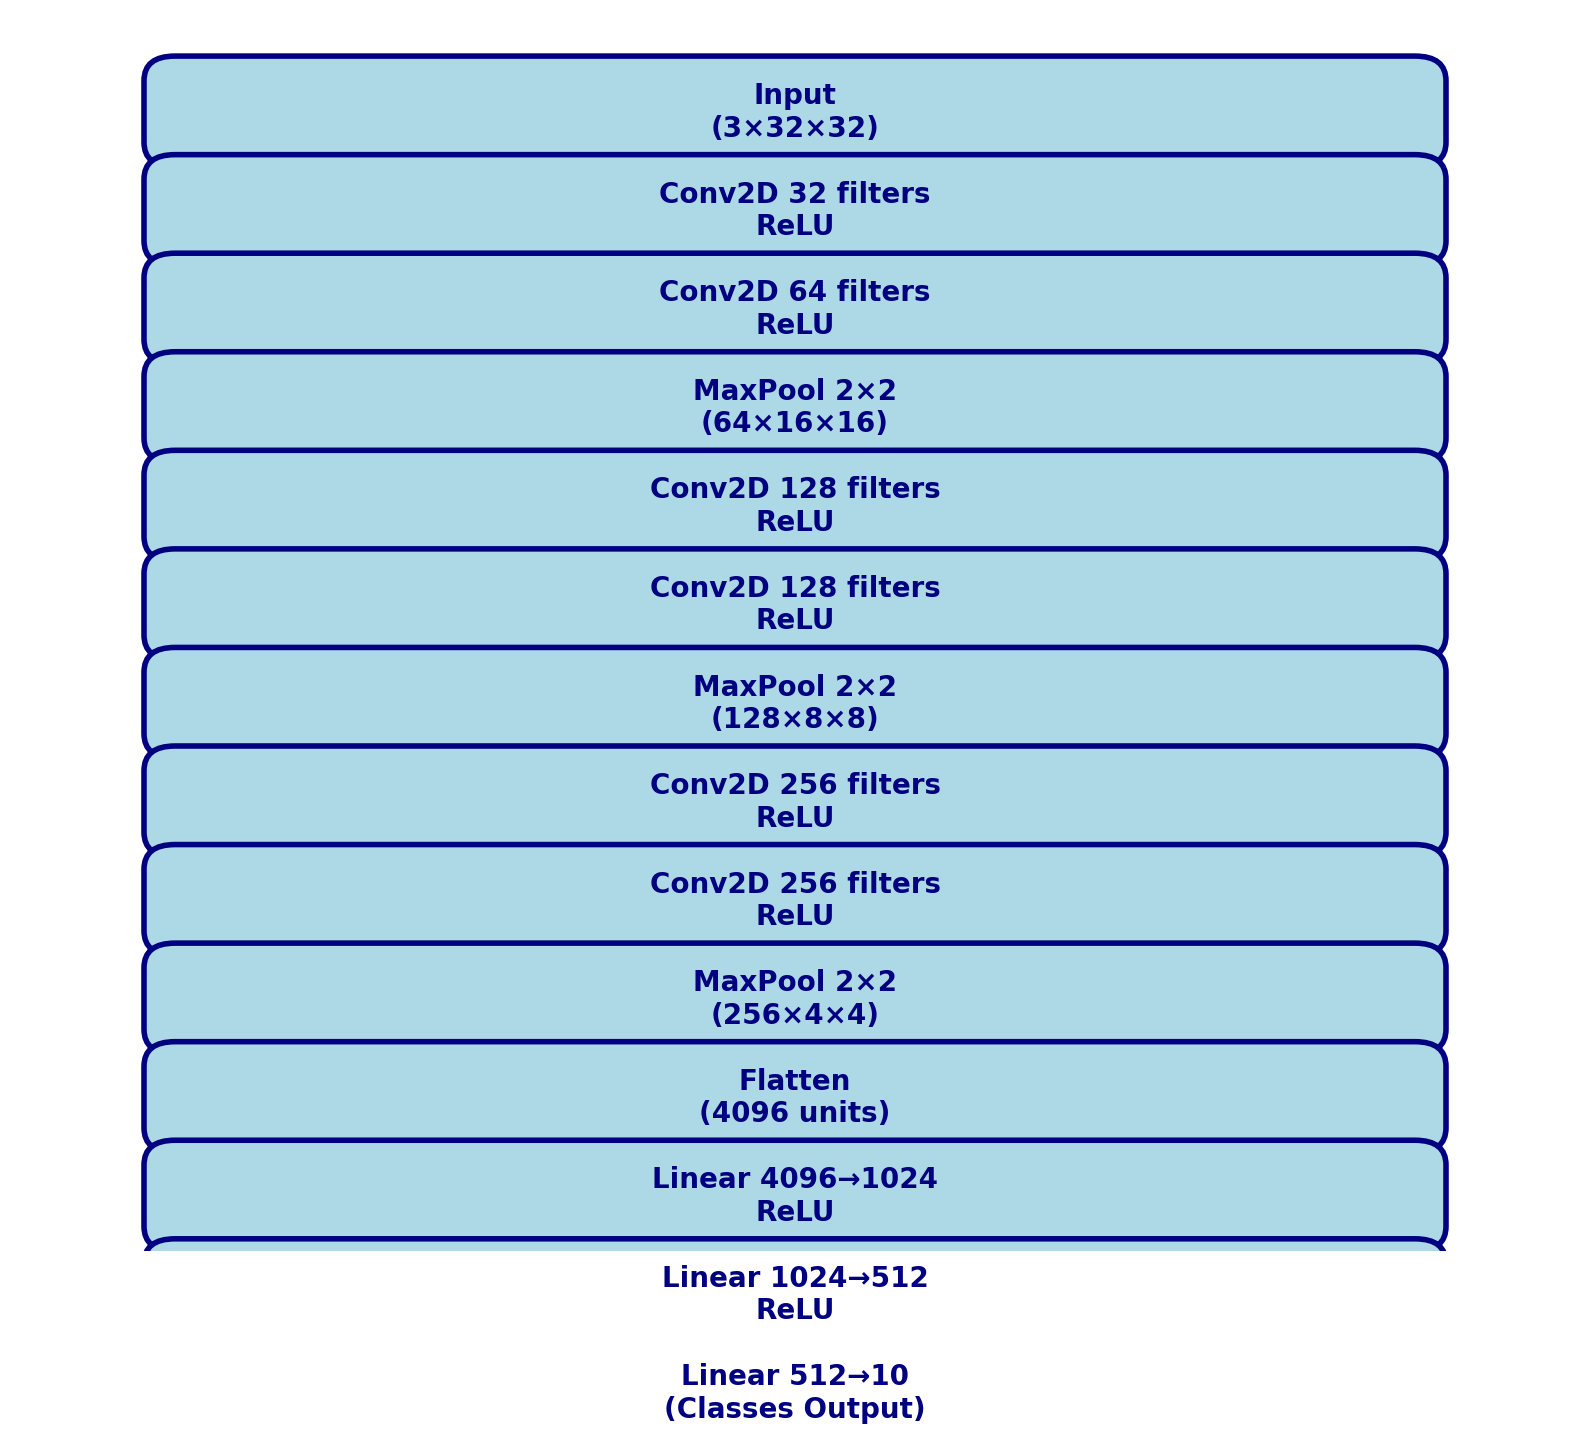 Input
(3×32×32)
Conv2D 32 filters
ReLU
Conv2D 64 filters
ReLU
MaxPool 2×2
(64×16×16)
Conv2D 128 filters
ReLU
Conv2D 128 filters
ReLU
MaxPool 2×2
(128×8×8)
Conv2D 256 filters
ReLU
Conv2D 256 filters
ReLU
MaxPool 2×2
(256×4×4)
Flatten
(4096 units)
Linear 4096→1024
ReLU
Linear 1024→512
ReLU
Linear 512→10
(Classes Output)